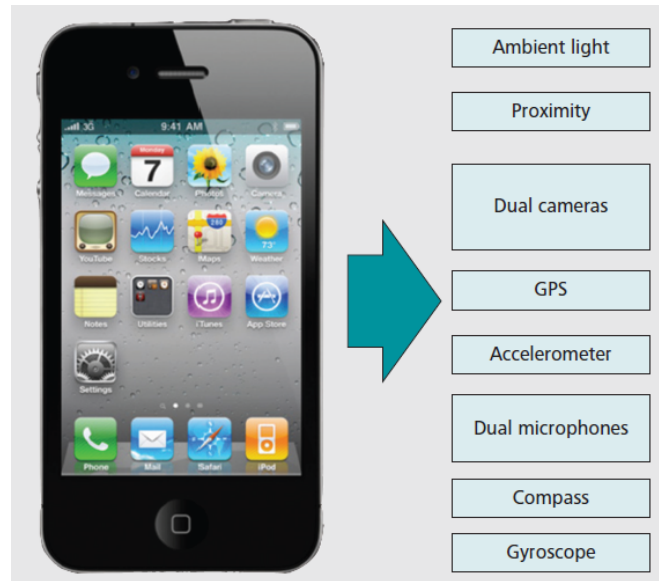 3G
9:41 AM
Monday
7
280
73°
Messages
Calendar
Photos
Camera
YouTube
Stocks
Maps
Weather
Notes
Utilities
iTunes
App Store
Settings
Phone
Mail
Safari
iPod
Ambient light
Proximity
Dual cameras
GPS
Accelerometer
Dual microphones
Compass
Gyroscope